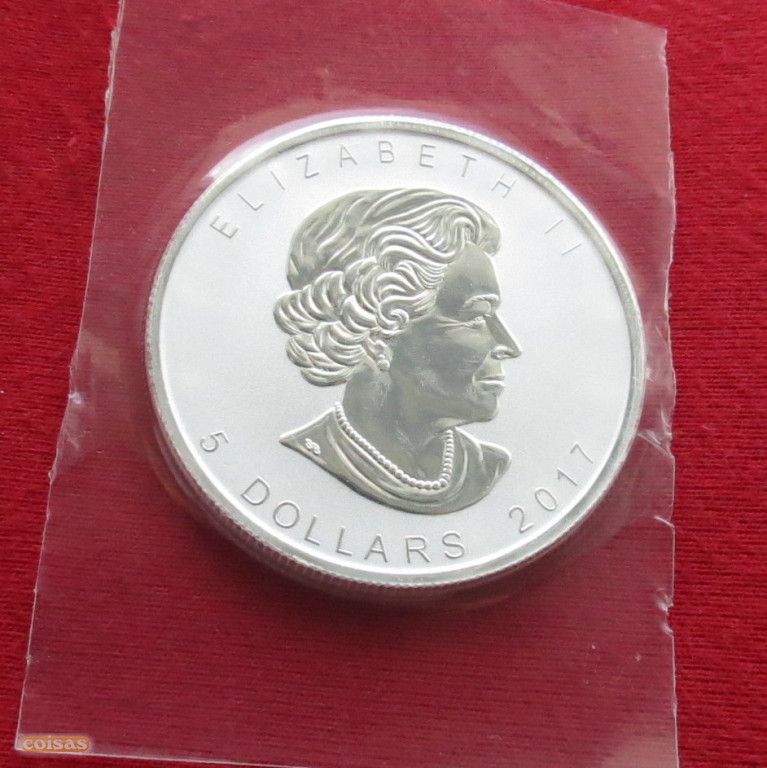 ELIZABETH II
5 DOLLARS 2017
coisas